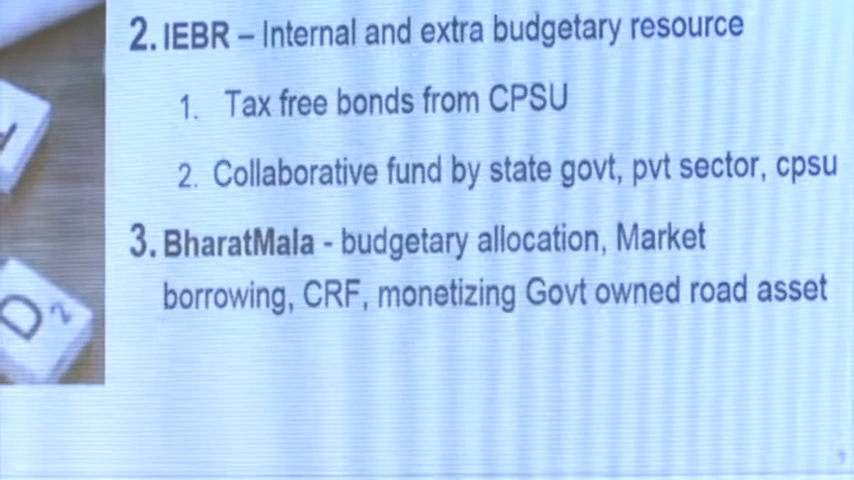 2. IEBR – Internal and extra budgetary resource
1. Tax free bonds from CPSU
2. Collaborative fund by state govt, pvt sector, cpsu
3. BharatMala - budgetary allocation, Market
borrowing, CRF, monetizing Govt owned road asset
D 2